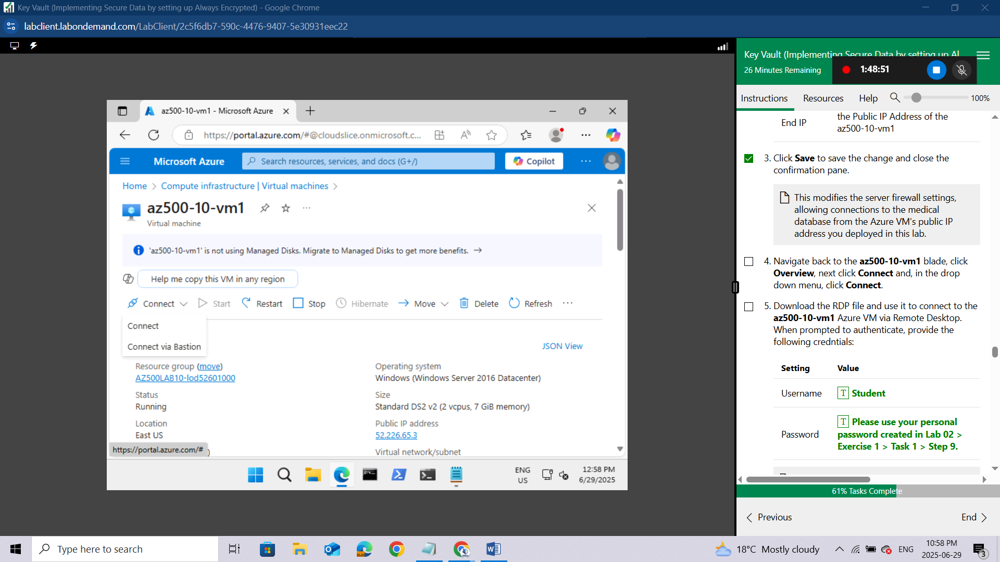 Key Vault (Implementing Secure Data by setting up Always Encrypted) - Google Chrome
labclient.labondemand.com/LabClient/2c5f6db7-590c-4476-9407-5e30931eec22
az500-10-vm1 - Microsoft Azure
https://portal.azure.com/#@cloudslice.onmicrosoft.c...
Microsoft Azure
Search resources, services, and docs (G+/)
Copilot
Home > Compute infrastructure | Virtual machines >
az500-10-vm1
Virtual machine
'az500-10-vm1' is not using Managed Disks. Migrate to Managed Disks to get more benefits. →
Help me copy this VM in any region
Connect Start Restart Stop Hibernate Move Delete Refresh
Connect
Connect via Bastion
JSON View
Resource group (move)
AZ500LAB10-lod52601000
Status
Running
Location
East US
Operating system
Windows (Windows Server 2016 Datacenter)
Size
Standard DS2 v2 (2 vcpus, 7 GiB memory)
Public IP address
52.226.65.3
Virtual network/subnet
https://portal.azure.com/#
ENG
US
12:58 PM
6/29/2025
Key Vault (Implementing Secure Data by setting up Al
26 Minutes Remaining
1:48:51
Instructions Resources Help 100%
End IP
the Public IP Address of the
az500-10-vm1
3. Click Save to save the change and close the
confirmation pane.
This modifies the server firewall settings,
allowing connections to the medical
database from the Azure VM's public IP
address you deployed in this lab.
4. Navigate back to the az500-10-vm1 blade, click
Overview, next click Connect and, in the drop
down menu, click Connect.
5. Download the RDP file and use it to connect to the
az500-10-vm1 Azure VM via Remote Desktop.
When prompted to authenticate, provide the
following credntials:
Setting Value
Username T Student
Password
T Please use your personal
password created in Lab 02 >
Exercise 1 > Task 1 > Step 9.
61% Tasks Complete
Previous
End
Type here to search
18°C Mostly cloudy
ENG
10:58 PM
2025-06-29
3